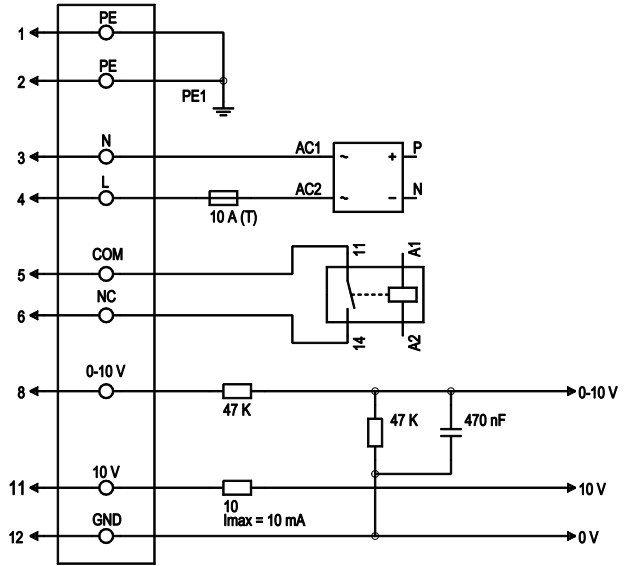 PE
1
PE
2
PE1
N
3
AC1
~
+
P
L
4
10 A (T)
AC2
~
−
N
COM
5
11
A1
NC
6
14
A2
0-10 V
8
47 K
0-10 V
47 K
470 nF
10 V
11
10
Imax = 10 mA
10 V
GND
12
0 V